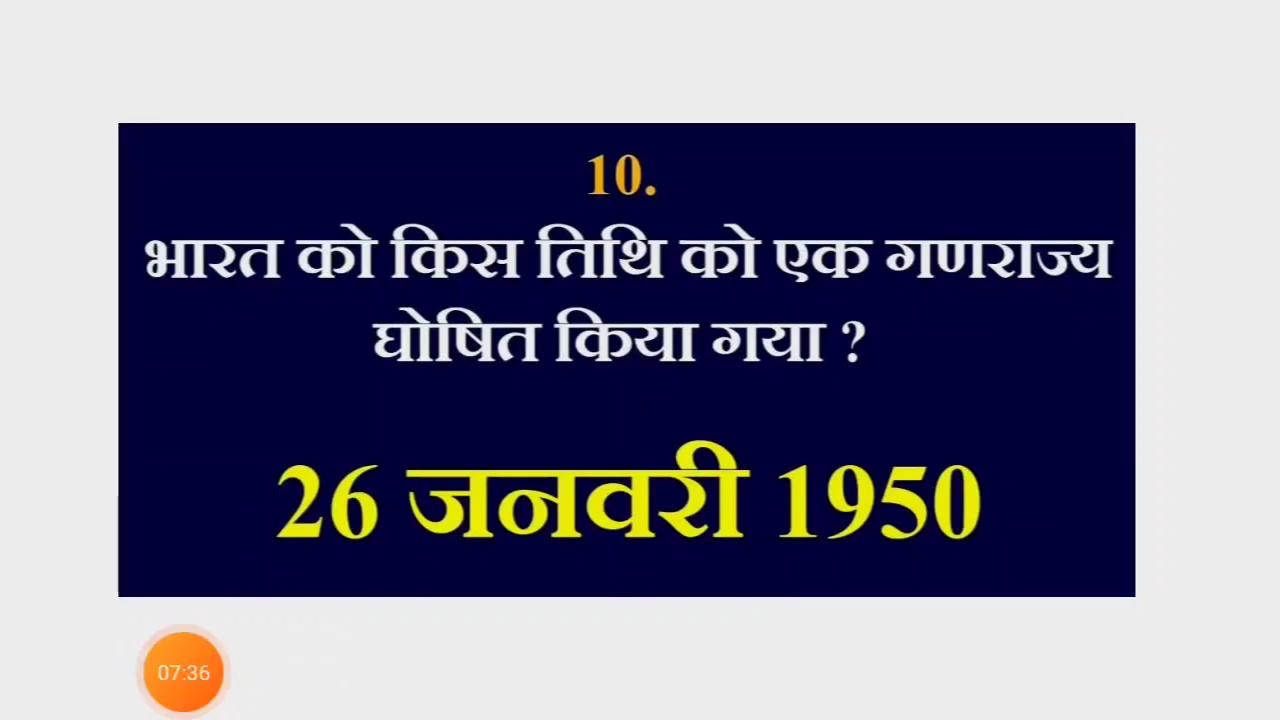 10.
भारत को किस तिथि को एक गणराज्य
घोषित किया गया ?
26 जनवरी 1950
07:36